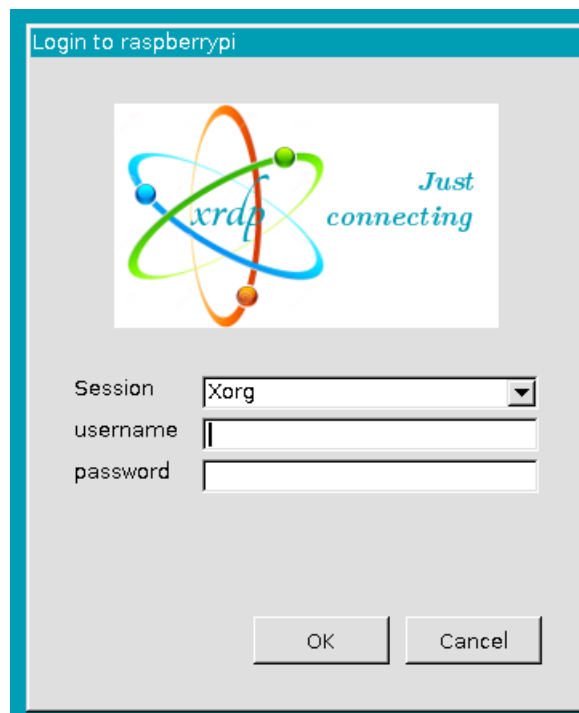 Login to raspberrypi
Just
xrdp
connecting
Session
Xorg
username
password
OK Cancel